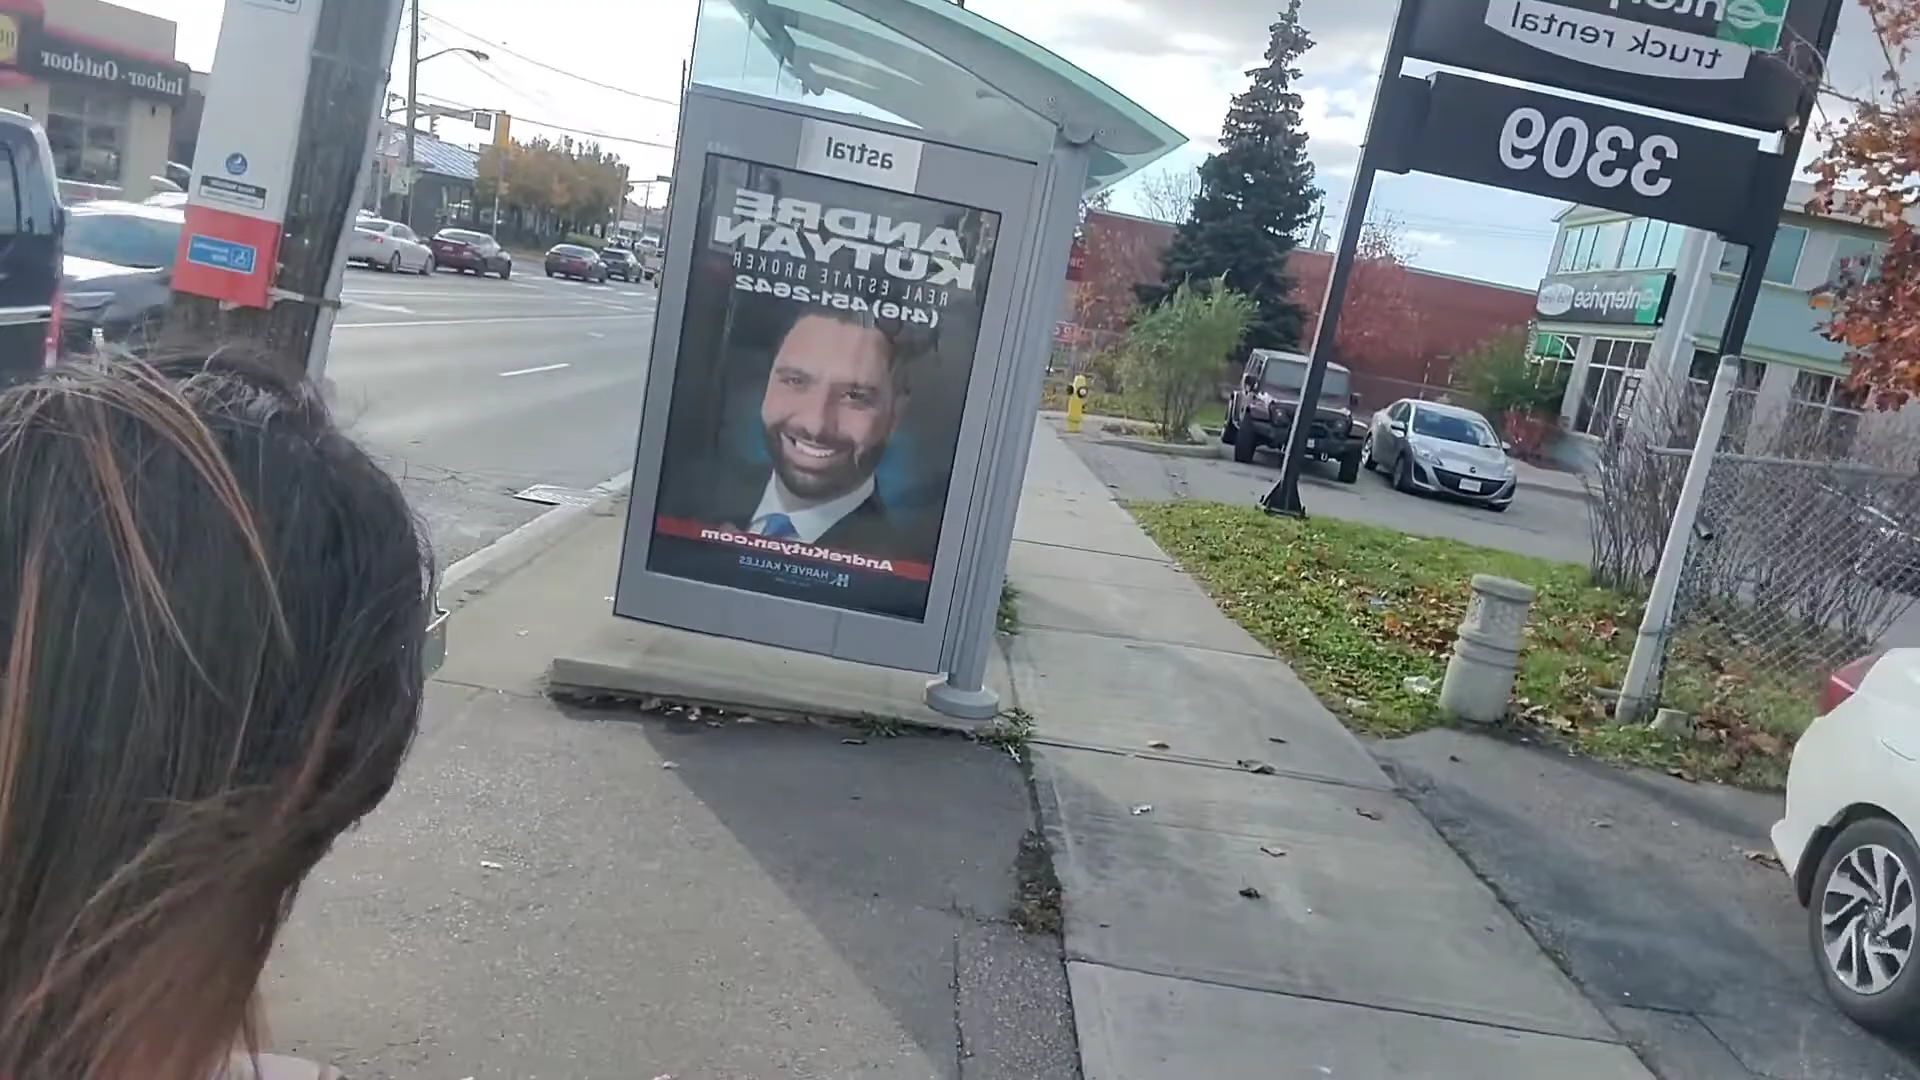 Indoor · Outdoor
astral
ANDRE
KUTYAN
REAL ESTATE BROKER
(416)451-2642
AndreKutyan.com
HARVEY KALLES
enterprise
truck rental
3309
enterprise